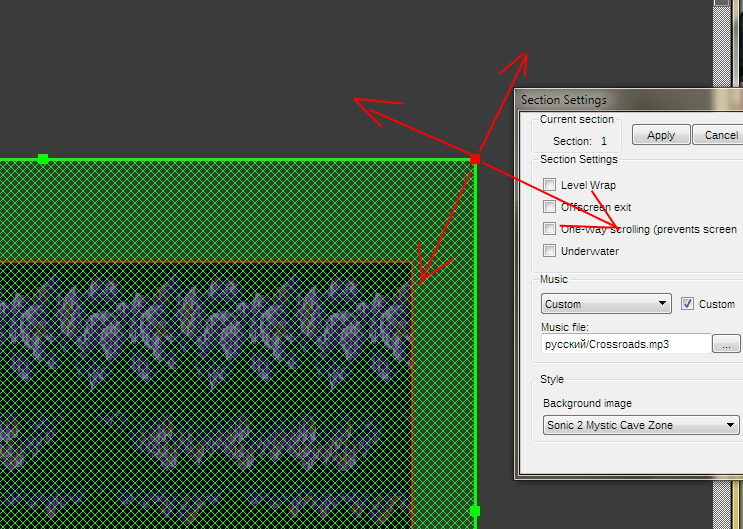 Section Settings
Current section
Section: 1
Apply
Cancel
Section Settings
Level Wrap
Offscreen exit
One-way scrolling (prevents screen
Underwater
Music
Custom
Custom
Music file:
русский/Crossroads.mp3
...
Style
Background image
Sonic 2 Mystic Cave Zone